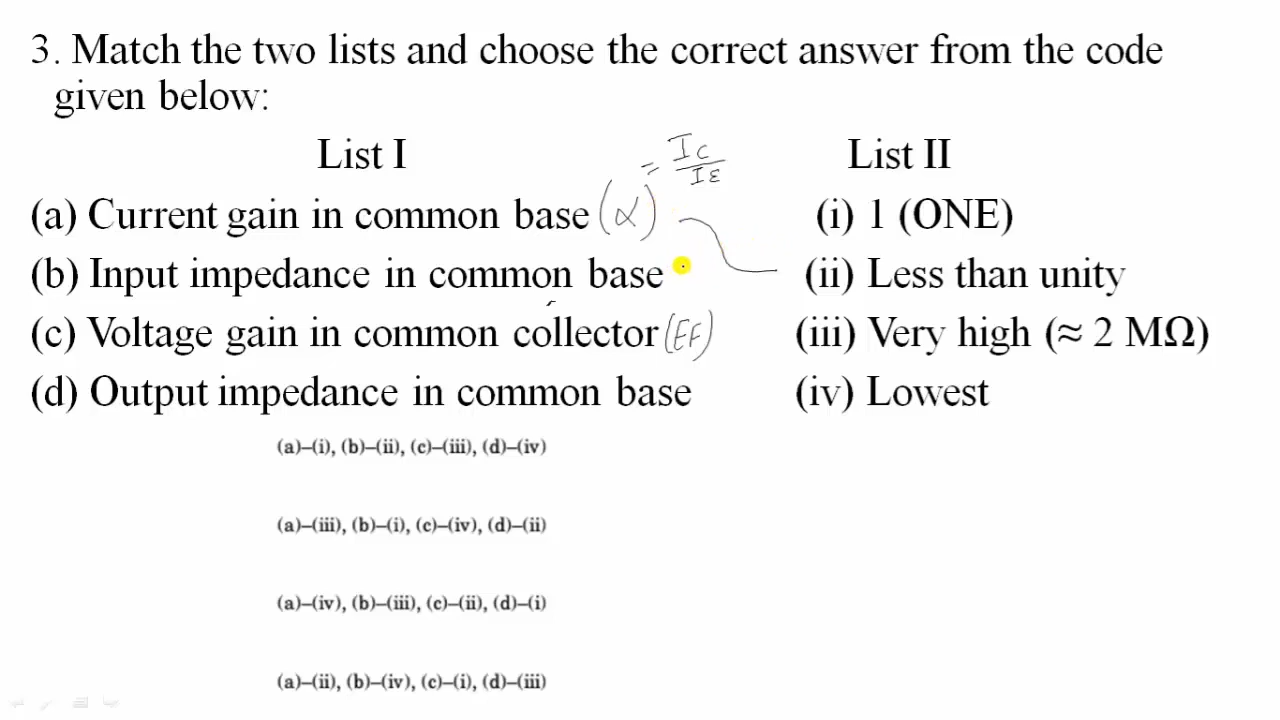 3. Match the two lists and choose the correct answer from the code
given below:
List I
List II
= IC/IE
(a) Current gain in common base (α)
(i) 1 (ONE)
(b) Input impedance in common base
(ii) Less than unity
(c) Voltage gain in common collector (EF)
(iii) Very high (≈ 2 MΩ)
(d) Output impedance in common base
(iv) Lowest
(a)–(i), (b)–(ii), (c)–(iii), (d)–(iv)
(a)–(iii), (b)–(i), (c)–(iv), (d)–(ii)
(a)–(iv), (b)–(iii), (c)–(ii), (d)–(i)
(a)–(ii), (b)–(iv), (c)–(i), (d)–(iii)